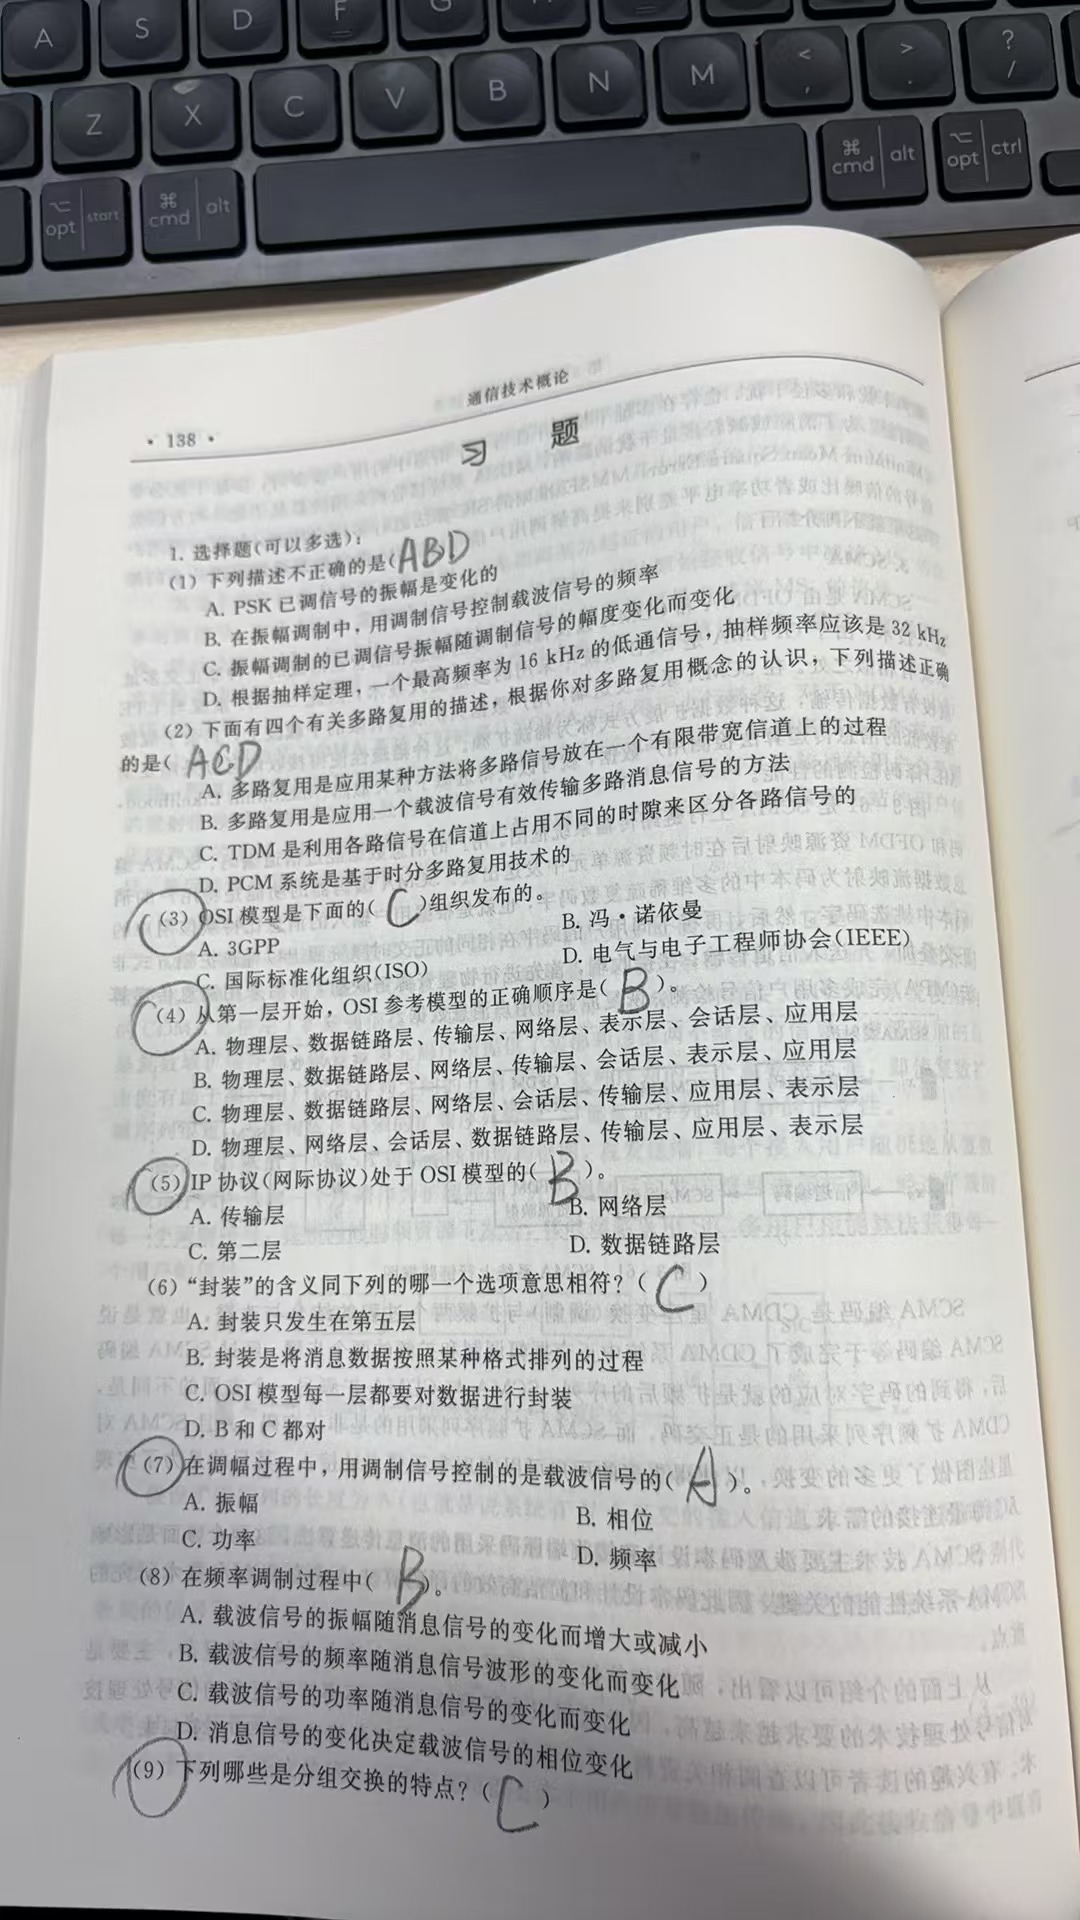 A S D F G
Z X C V B N M < , > . ? /
opt start cmd alt cmd alt opt ctrl
通信技术概论
· 138 ·
习 题
1. 选择题(可以多选):
(1) 下列描述不正确的是(ABD
A. PSK 已调信号的振幅是变化的
B. 在振幅调制中，用调制信号控制载波信号的频率
C. 振幅调制的已调信号振幅随调制信号的幅度变化而变化
D. 根据抽样定理，一个最高频率为 16 kHz 的低通信号，抽样频率应该是 32 kHz
(2) 下面有四个有关多路复用的描述，根据你对多路复用概念的认识，下列描述正确
的是( ACD
A. 多路复用是应用某种方法将多路信号放在一个有限带宽信道上的过程
B. 多路复用是应用一个载波信号有效传输多路消息信号的方法
C. TDM 是利用各路信号在信道上占用不同的时隙来区分各路信号的
D. PCM 系统是基于时分多路复用技术的
(3) OSI 模型是下面的( C )组织发布的。
A. 3GPP B. 冯·诺依曼
C. 国际标准化组织(ISO) D. 电气与电子工程师协会(IEEE)
(4) 从第一层开始，OSI 参考模型的正确顺序是( B )。
A. 物理层、数据链路层、传输层、网络层、表示层、会话层、应用层
B. 物理层、数据链路层、网络层、传输层、会话层、表示层、应用层
C. 物理层、数据链路层、网络层、会话层、传输层、应用层、表示层
D. 物理层、网络层、会话层、数据链路层、传输层、应用层、表示层
(5) IP 协议(网际协议)处于 OSI 模型的( B )。
A. 传输层 B. 网络层
C. 第二层 D. 数据链路层
(6) “封装”的含义同下列的哪一个选项意思相符？( C )
A. 封装只发生在第五层
B. 封装是将消息数据按照某种格式排列的过程
C. OSI 模型每一层都要对数据进行封装
D. B 和 C 都对
(7) 在调幅过程中，用调制信号控制的是载波信号的( A )。
A. 振幅 B. 相位
C. 功率 D. 频率
(8) 在频率调制过程中( B )。
A. 载波信号的振幅随消息信号的变化而增大或减小
B. 载波信号的频率随消息信号波形的变化而变化
C. 载波信号的功率随消息信号的变化而变化
D. 消息信号的变化决定载波信号的相位变化
(9) 下列哪些是分组交换的特点？( C )